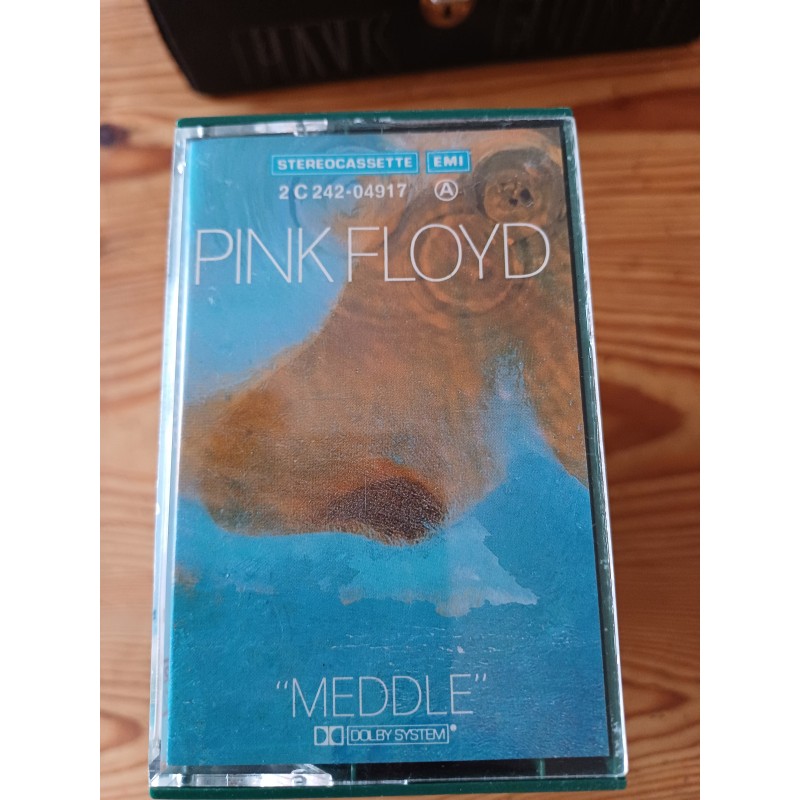 STEREOCASSETTE EMI
2 C 242-04917 A
PINK FLOYD
"MEDDLE"
DOLBY SYSTEM